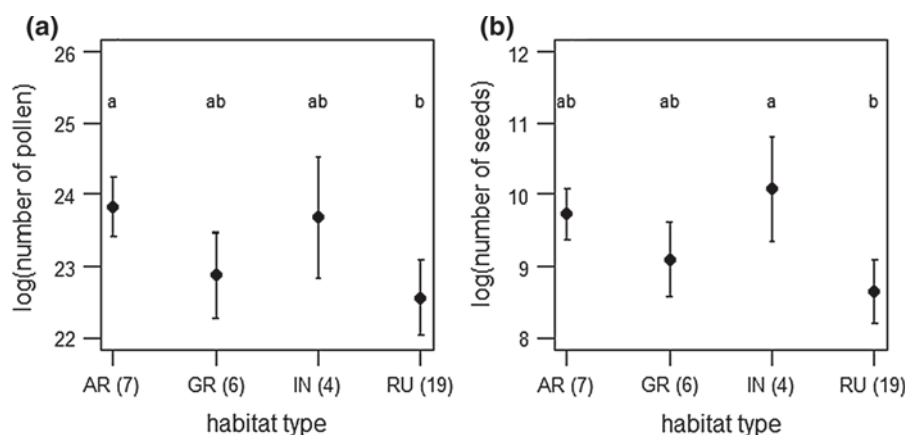 (a)
log(number of pollen)
26
25
24
23
22
a ab ab b
AR (7) GR (6) IN (4) RU (19)
habitat type
(b)
log(number of seeds)
12
11
10
9
8
ab ab a b
AR (7) GR (6) IN (4) RU (19)
habitat type